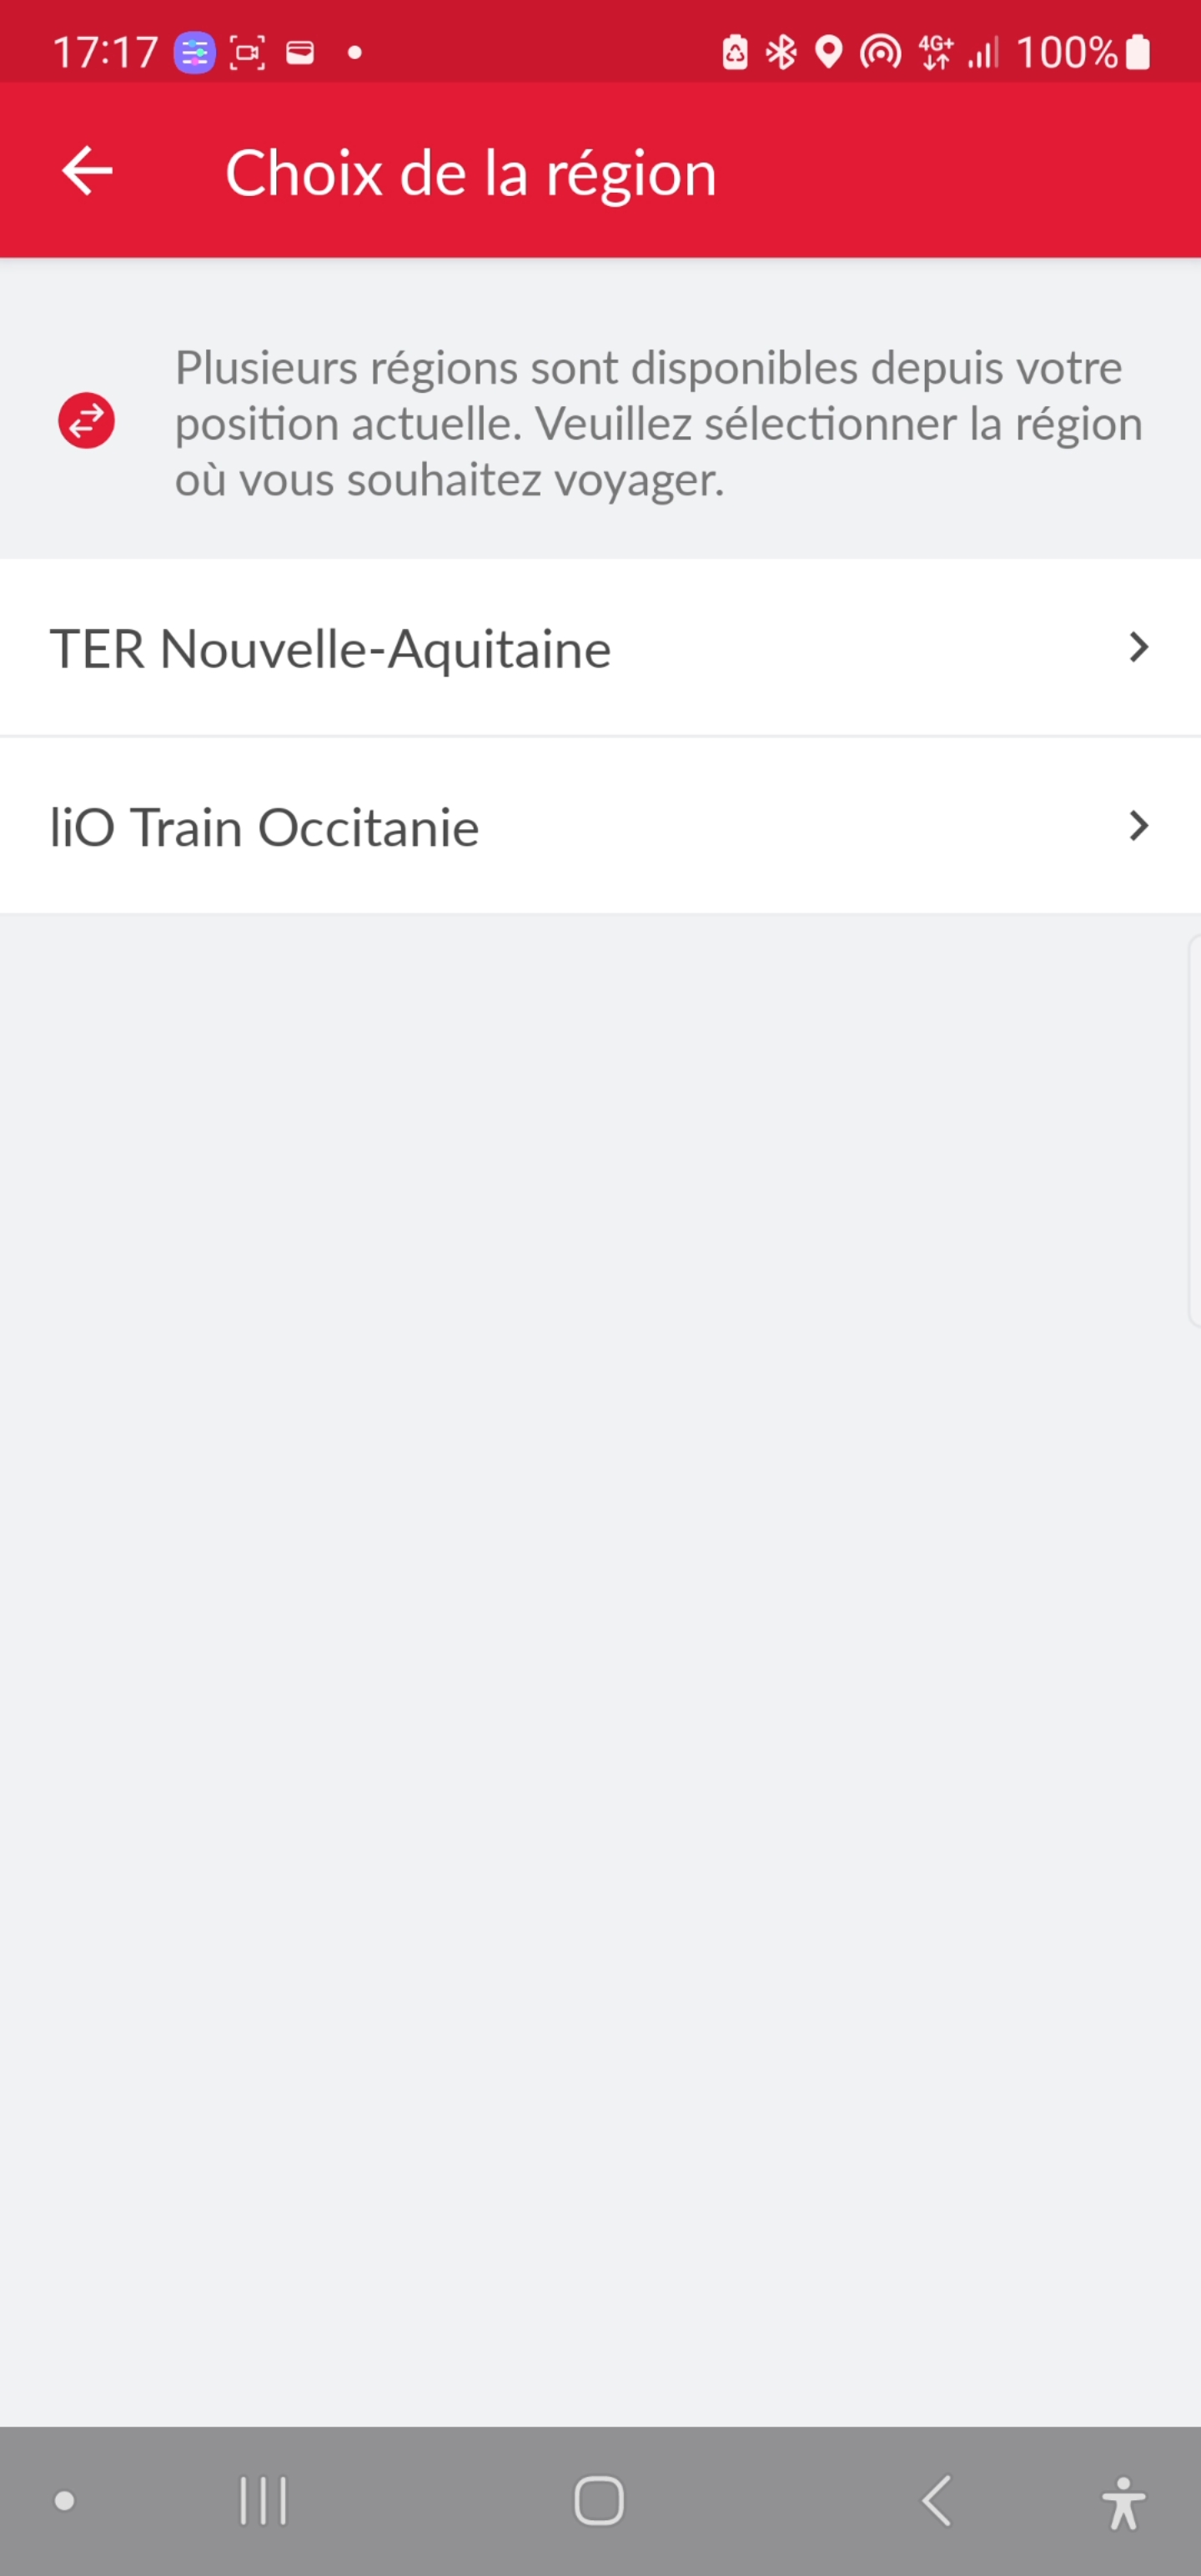 17:17
4G+ 100%
Choix de la région
Plusieurs régions sont disponibles depuis votre
position actuelle. Veuillez sélectionner la région
où vous souhaitez voyager.
TER Nouvelle-Aquitaine
liO Train Occitanie